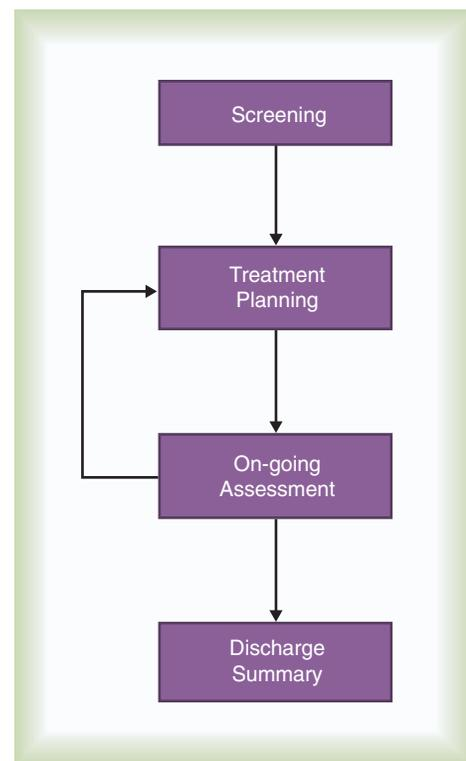 Screening
Treatment
Planning
On-going
Assessment
Discharge
Summary